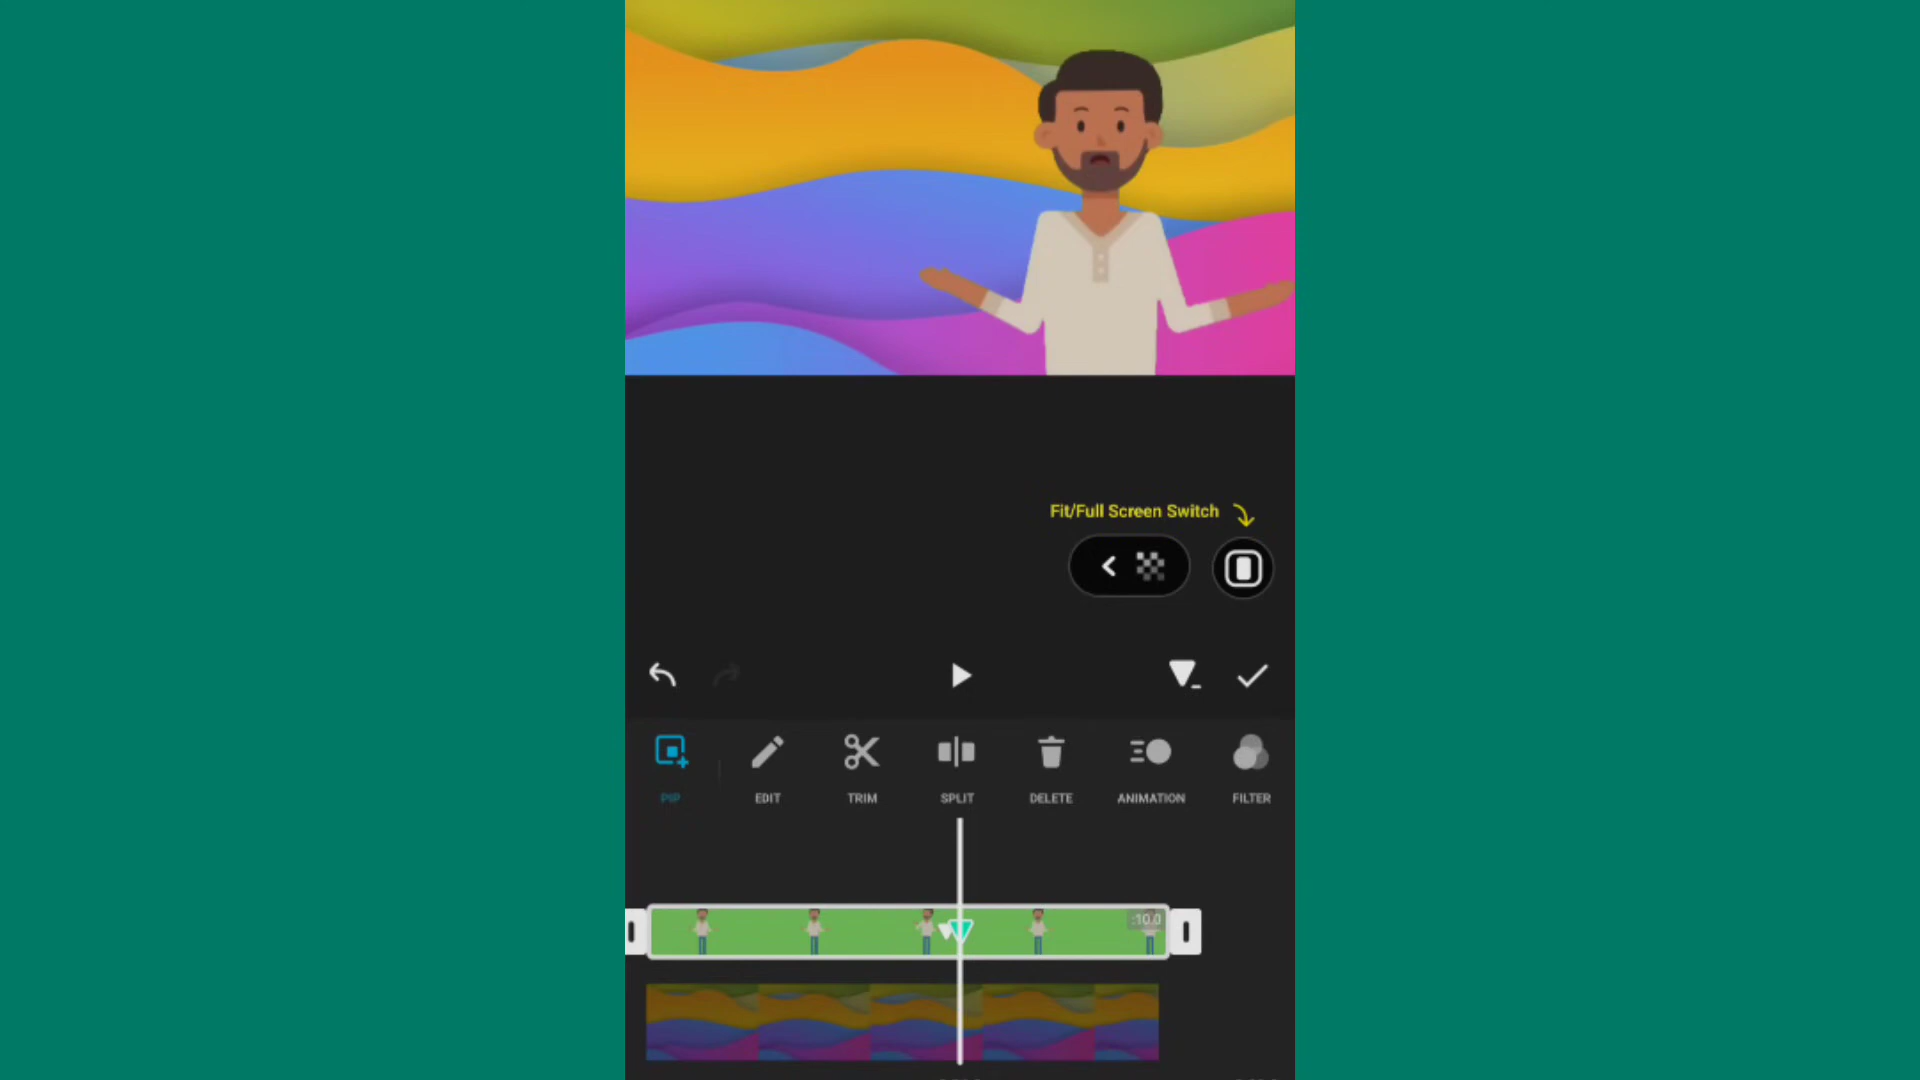 Fit/Full Screen Switch
PIP
EDIT
TRIM
SPLIT
DELETE
ANIMATION
FILTER
:10.0